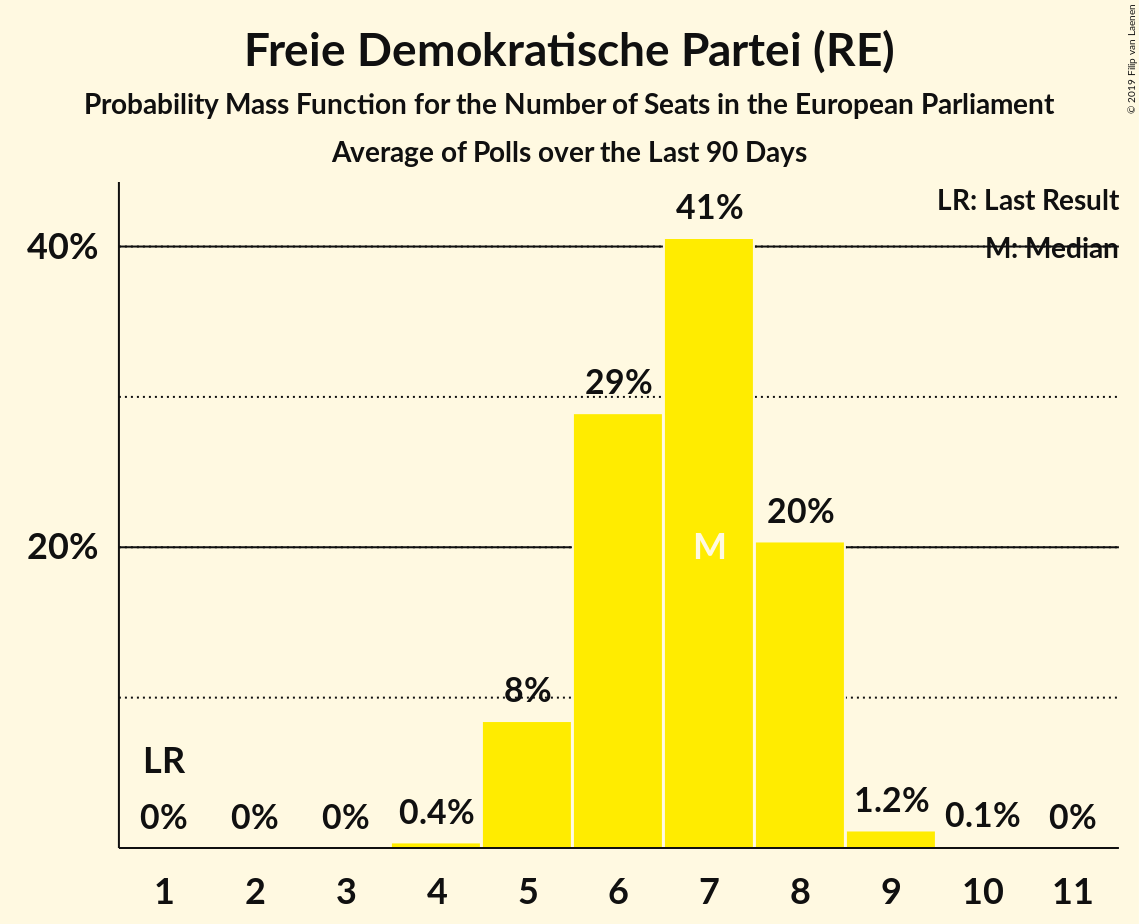 Freie Demokratische Partei (RE)
Probability Mass Function for the Number of Seats in the European Parliament
Average of Polls over the Last 90 Days
© 2019 Filip van Laenen
LR: Last Result
M: Median
40%
20%
LR
0%
0%
0%
0.4%
8%
29%
41%
M
20%
1.2%
0.1%
0%
1 2 3 4 5 6 7 8 9 10 11